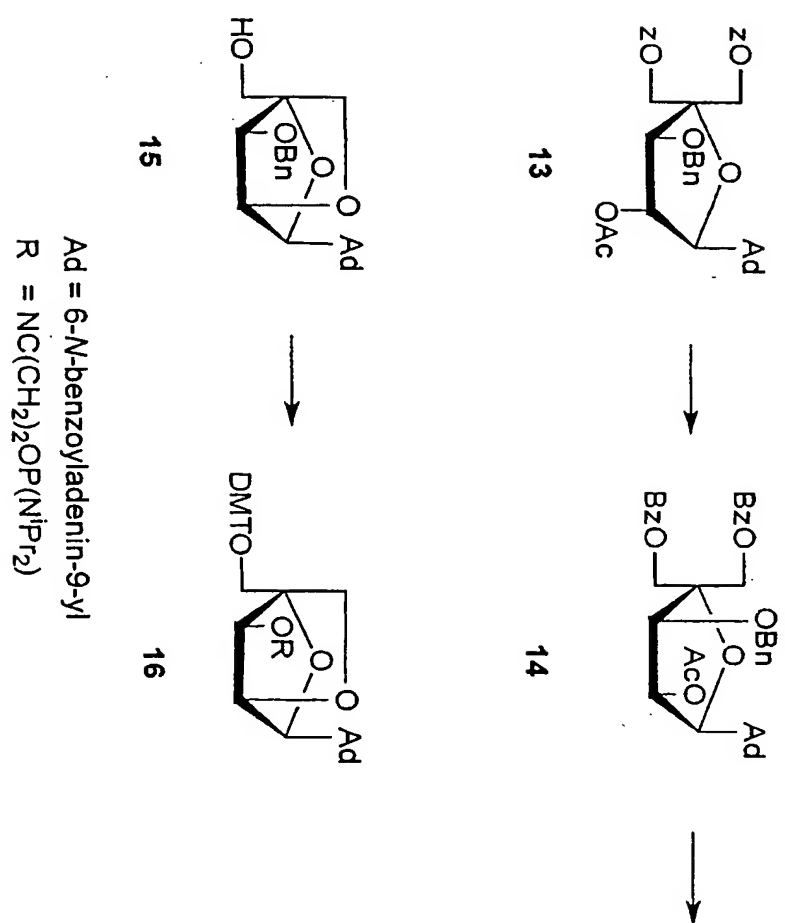 zO
zO
O
OBn
OAc
Ad
13
BzO
BzO
OBn
O
AcO
Ad
14
HO
OBn
O
O
Ad
15
DMTO
OR
O
O
Ad
16
Ad = 6-N-benzoyladenin-9-yl
R = NC(CH₂)₂OP(NⁱPr₂)